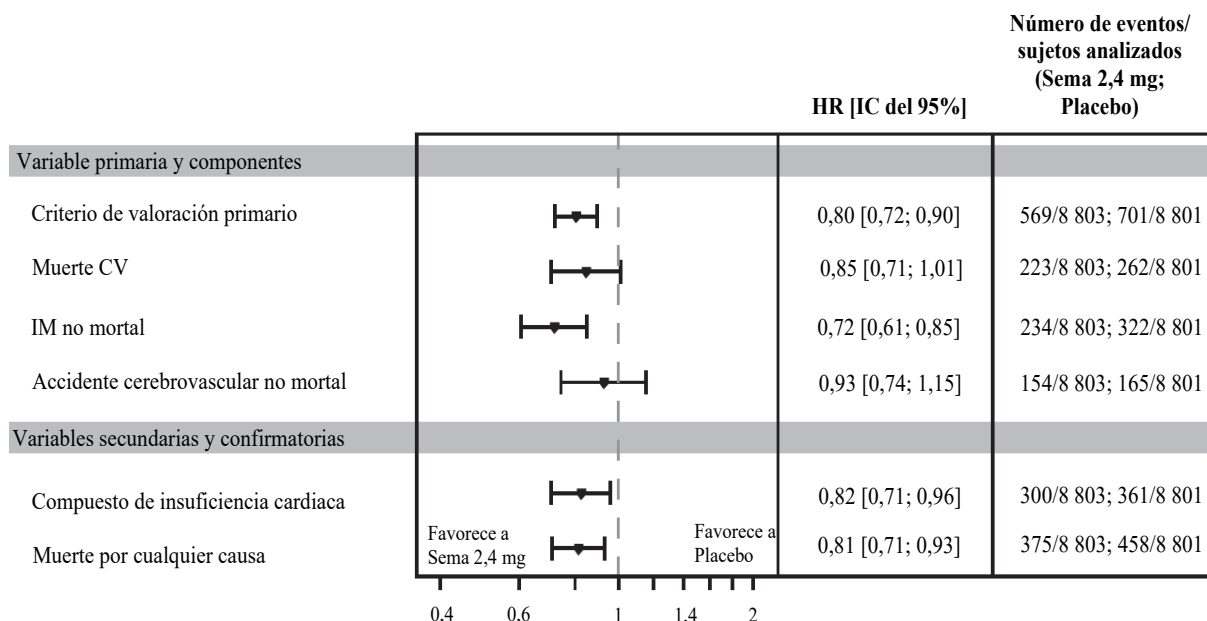 Número de eventos/
sujetos analizados
(Sema 2,4 mg;
Placebo)
HR [IC del 95%]
Variable primaria y componentes
Criterio de valoración primario 0,80 [0,72; 0,90] 569/8 803; 701/8 801
Muerte CV 0,85 [0,71; 1,01] 223/8 803; 262/8 801
IM no mortal 0,72 [0,61; 0,85] 234/8 803; 322/8 801
Accidente cerebrovascular no mortal 0,93 [0,74; 1,15] 154/8 803; 165/8 801
Variables secundarias y confirmatorias
Compuesto de insuficiencia cardiaca 0,82 [0,71; 0,96] 300/8 803; 361/8 801
Muerte por cualquier causa 0,81 [0,71; 0,93] 375/8 803; 458/8 801
Favorece a
Sema 2,4 mg
Favorece a
Placebo
0,4 0,6 1 1.4 2